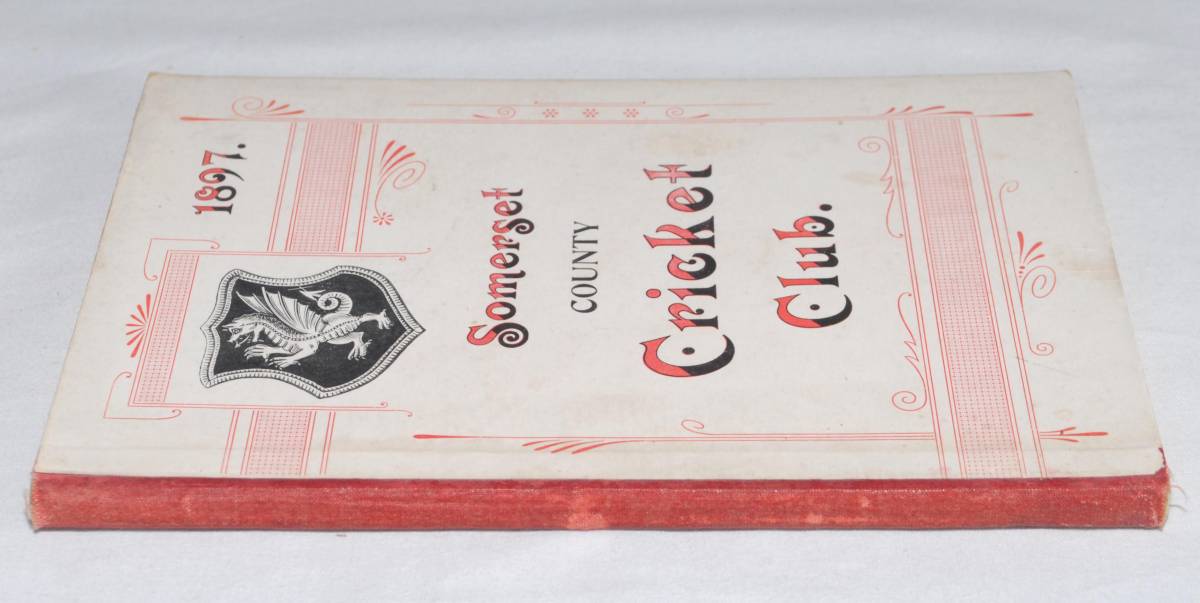 1897.
Somerset
COUNTY
Cricket
Club.